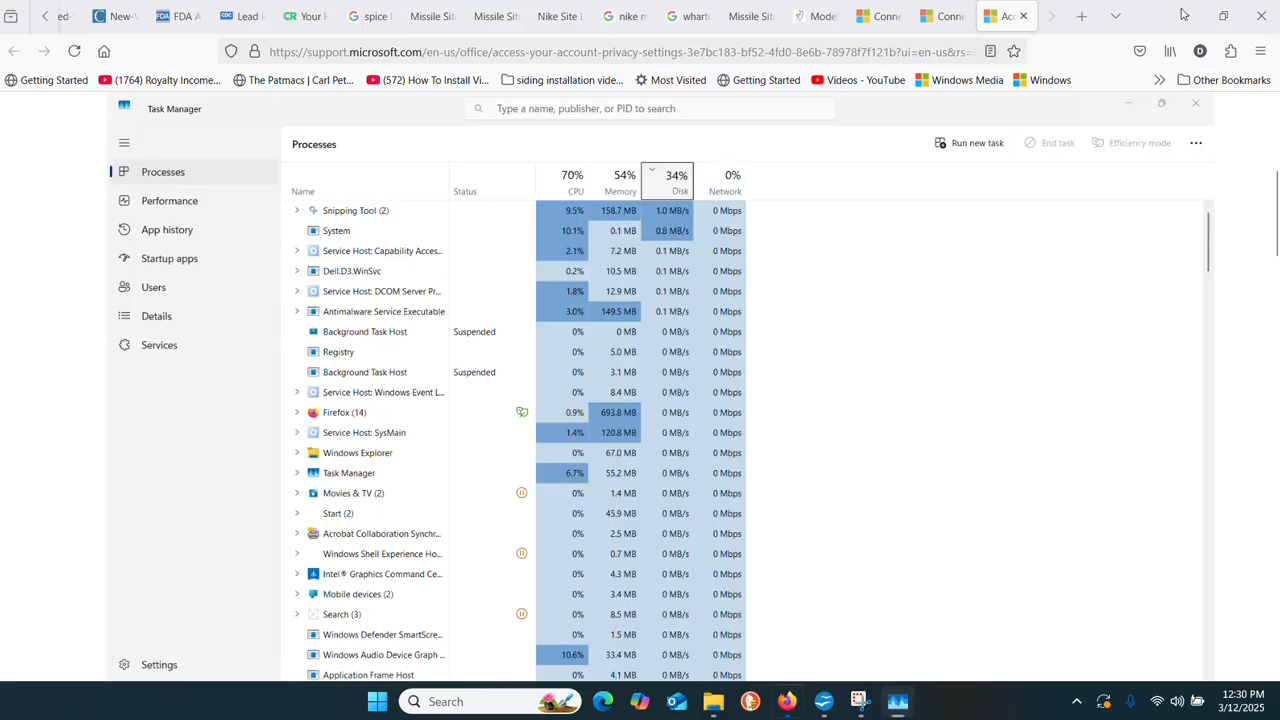 ed'
New-\
FDA A
Lead i
Your H
spice l
Missile Si
Missile Si
Nike Site L
nike m
wharto
Missile Si
Mode
Conne
Conne
Acc
https://support.microsoft.com/en-us/office/access-your-account-privacy-settings-3e7bc183-bf52-4fd0-8e6b-78978f7f121b?ui=en-us&rs=
D
Getting Started
(1764) Royalty Income...
The Patmacs | Carl Pet...
(572) How To Install Vi...
siding installation vide...
Most Visited
Getting Started
Videos - YouTube
Windows Media
Windows
Other Bookmarks
Task Manager
Type a name, publisher, or PID to search
Processes
Run new task
End task
Efficiency mode
Processes
Performance
App history
Startup apps
Users
Details
Services
Settings
70% 54% 34% 0%
Name Status CPU Memory Disk Network
Snipping Tool (2) 9.5% 158.7 MB 1.0 MB/s 0 Mbps
System 10.1% 0.1 MB 0.8 MB/s 0 Mbps
Service Host: Capability Acces... 2.1% 7.2 MB 0.1 MB/s 0 Mbps
Dell.D3.WinSvc 0.2% 10.5 MB 0.1 MB/s 0 Mbps
Service Host: DCOM Server Pr... 1.8% 12.9 MB 0.1 MB/s 0 Mbps
Antimalware Service Executable 3.0% 149.5 MB 0.1 MB/s 0 Mbps
Background Task Host Suspended 0% 0 MB 0 MB/s 0 Mbps
Registry 0% 5.0 MB 0 MB/s 0 Mbps
Background Task Host Suspended 0% 3.1 MB 0 MB/s 0 Mbps
Service Host: Windows Event L... 0% 8.4 MB 0 MB/s 0 Mbps
Firefox (14) 0.9% 693.8 MB 0 MB/s 0 Mbps
Service Host: SysMain 1.4% 120.8 MB 0 MB/s 0 Mbps
Windows Explorer 0% 67.0 MB 0 MB/s 0 Mbps
Task Manager 6.7% 55.2 MB 0 MB/s 0 Mbps
Movies & TV (2) 0% 1.4 MB 0 MB/s 0 Mbps
Start (2) 0% 45.9 MB 0 MB/s 0 Mbps
Acrobat Collaboration Synchr... 0% 2.5 MB 0 MB/s 0 Mbps
Windows Shell Experience Ho... 0% 0.7 MB 0 MB/s 0 Mbps
Intel® Graphics Command Ce... 0% 4.3 MB 0 MB/s 0 Mbps
Mobile devices (2) 0% 3.4 MB 0 MB/s 0 Mbps
Search (3) 0% 8.5 MB 0 MB/s 0 Mbps
Windows Defender SmartScre... 0% 1.5 MB 0 MB/s 0 Mbps
Windows Audio Device Graph ... 10.6% 33.4 MB 0 MB/s 0 Mbps
Application Frame Host 0% 4.1 MB 0 MB/s 0 Mbps
Search
12:30 PM
3/12/2025